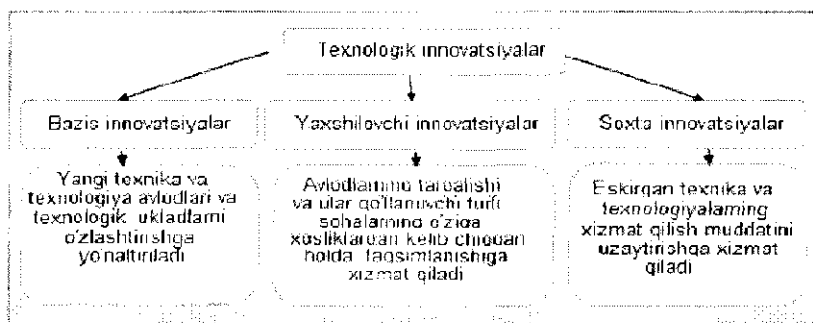 Texnologik innovatsiyalar
Bazis innovatsiyalar
Yaxshilovchi innovatsiyalar
Soxta innovatsiyalar
Yangi texnika va
texnologiya avlodlari va
texnologik ukladlarni
o'zlashtirishga
yo'naltiriladi
Avlodlarning tarqalishi
va ular qo'llanuvchi turli
sohalarning o'ziga
xosliklaridan kelib chiqqan
holda taqsimlanishiga
xizmat qiladi
Eskirgan texnika va
texnologiyalarning
xizmat qilish muddatini
uzaytirishga xizmat
qiladi